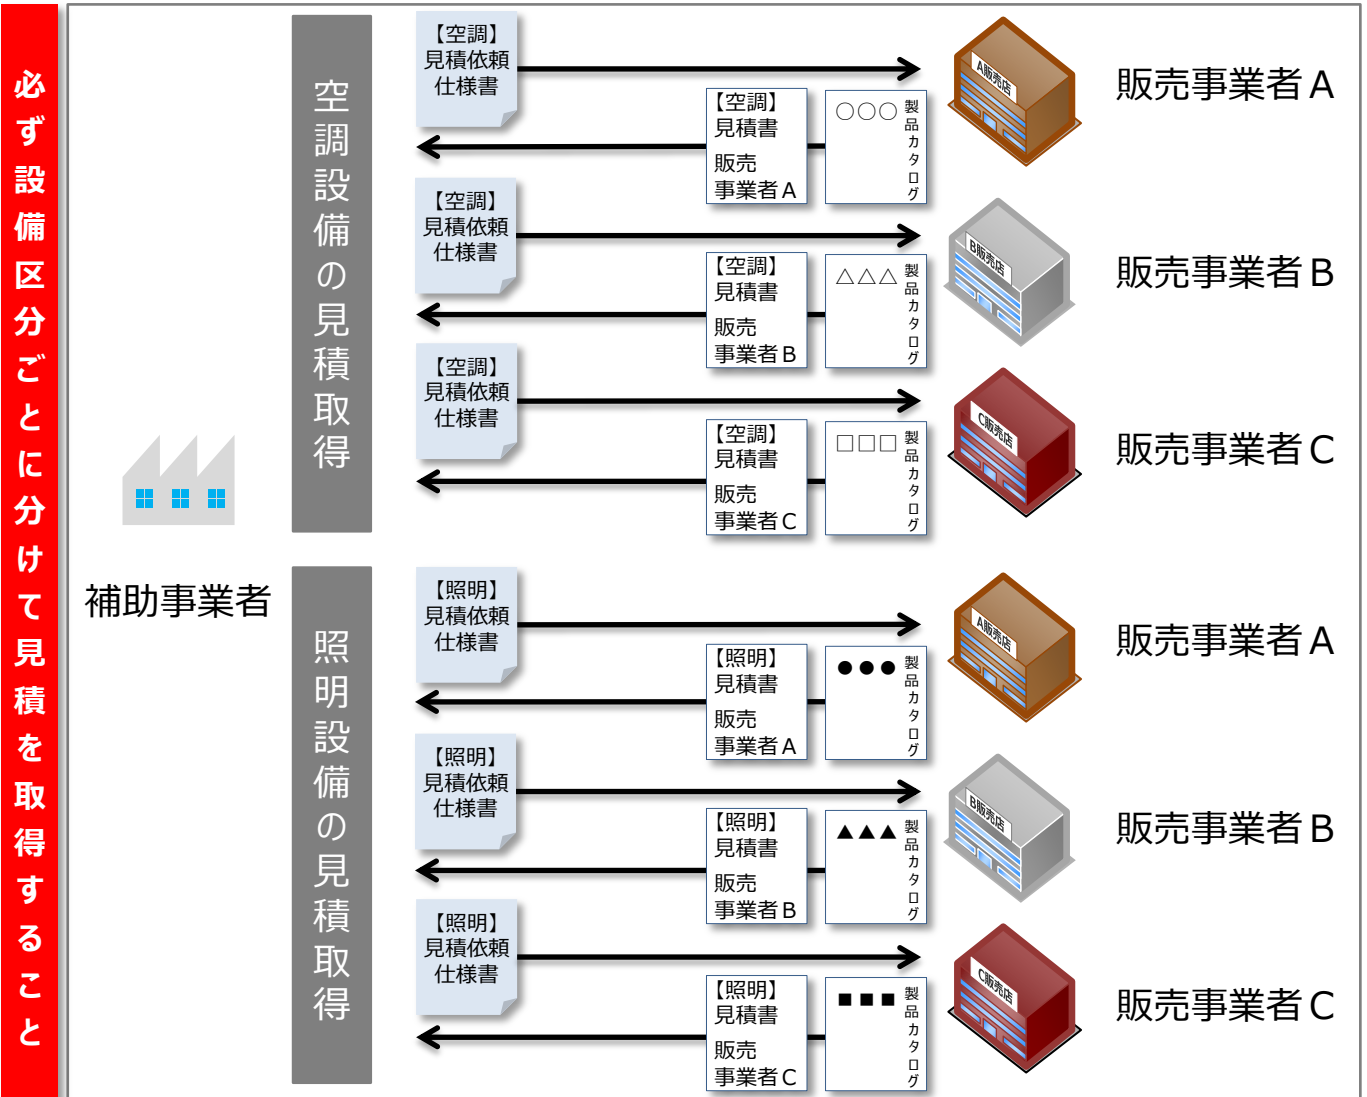 必ず設備区分ごとに分けて見積を取得すること
補助事業者
空調設備の見積取得
【空調】
見積依頼
仕様書
【空調】
見積書
販売
事業者A
○○○
製品カタログ
A販売店
販売事業者A
【空調】
見積依頼
仕様書
【空調】
見積書
販売
事業者B
△△△
製品カタログ
B販売店
販売事業者B
【空調】
見積依頼
仕様書
【空調】
見積書
販売
事業者C
□□□
製品カタログ
C販売店
販売事業者C
照明設備の見積取得
【照明】
見積依頼
仕様書
【照明】
見積書
販売
事業者A
●●●
製品カタログ
A販売店
販売事業者A
【照明】
見積依頼
仕様書
【照明】
見積書
販売
事業者B
▲▲▲
製品カタログ
B販売店
販売事業者B
【照明】
見積依頼
仕様書
【照明】
見積書
販売
事業者C
■■■
製品カタログ
C販売店
販売事業者C